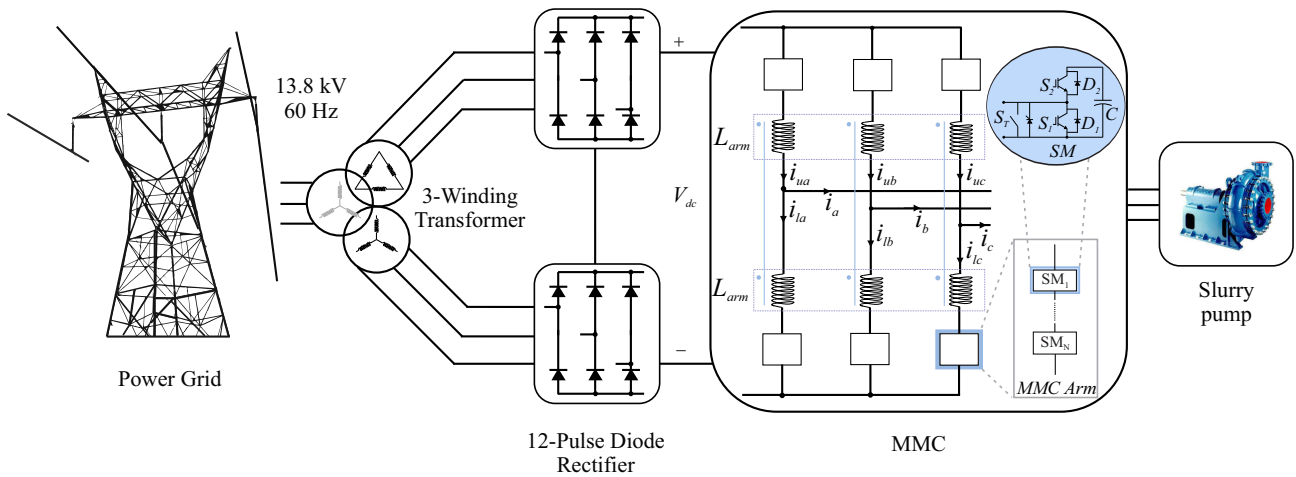 13.8 kV
60 Hz
3-Winding
Transformer
Power Grid
+
V_dc
−
12-Pulse Diode
Rectifier
L_arm
i_ua
i_ub
i_uc
i_a
i_b
i_c
i_la
i_lb
i_lc
L_arm
S_2
D_2
S_T
S_1
D_1
C
SM
SM_1
SM_N
MMC Arm
MMC
Slurry
pump